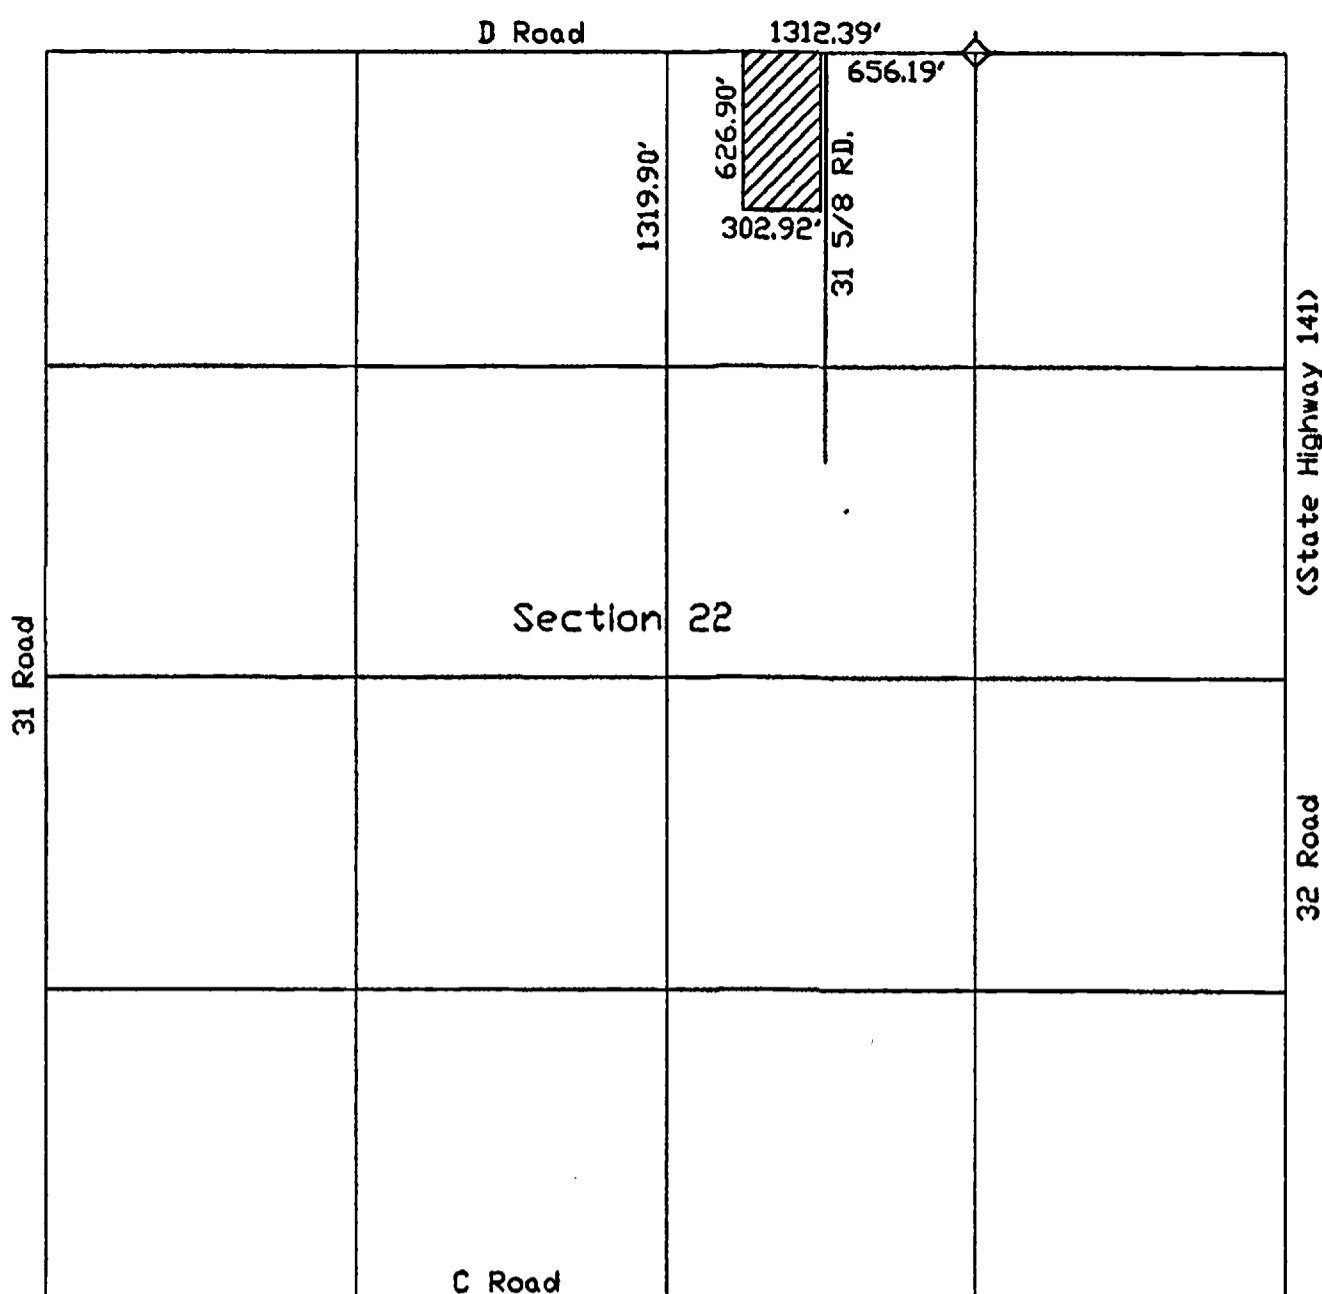 D Road
1312.39'
656.19'
626.90'
1319.90'
302.92'
31 5/8 RD.
(State Highway 141)
Section 22
31 Road
32 Road
C Road